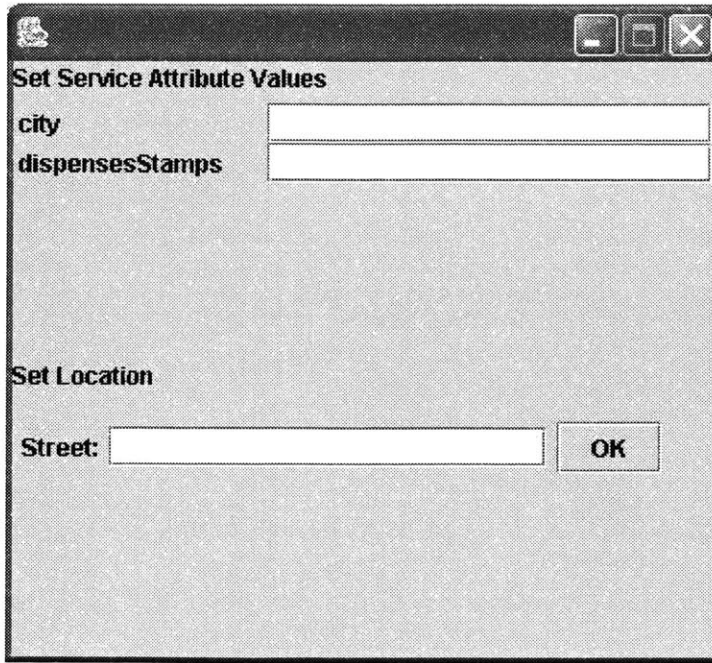 Set Service Attribute Values
city
dispensesStamps
Set Location
Street: OK